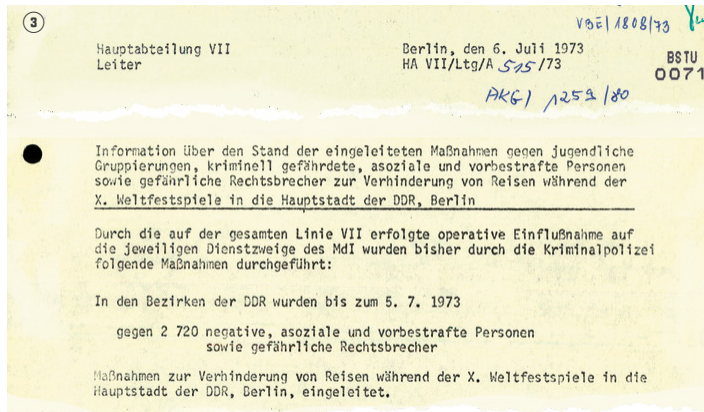 3
VBE/1808/73
Hauptabteilung VII
Leiter
Berlin, den 6. Juli 1973
HA VII/Ltg/A 515/73
BSTU
0071
AKG/ 1259/80
Information über den Stand der eingeleiteten Maßnahmen gegen jugendliche
Gruppierungen, kriminell gefährdete, asoziale und vorbestrafte Personen
sowie gefährliche Rechtsbrecher zur Verhinderung von Reisen während der
X. Weltfestspiele in die Hauptstadt der DDR, Berlin
Durch die auf der gesamten Linie VII erfolgte operative Einflußnahme auf
die jeweiligen Dienstzweige des MdI wurden bisher durch die Kriminalpolizei
folgende Maßnahmen durchgeführt:
In den Bezirken der DDR wurden bis zum 5. 7. 1973
gegen 2 720 negative, asoziale und vorbestrafte Personen
sowie gefährliche Rechtsbrecher
Maßnahmen zur Verhinderung von Reisen während der X. Weltfestspiele in die
Hauptstadt der DDR, Berlin, eingeleitet.